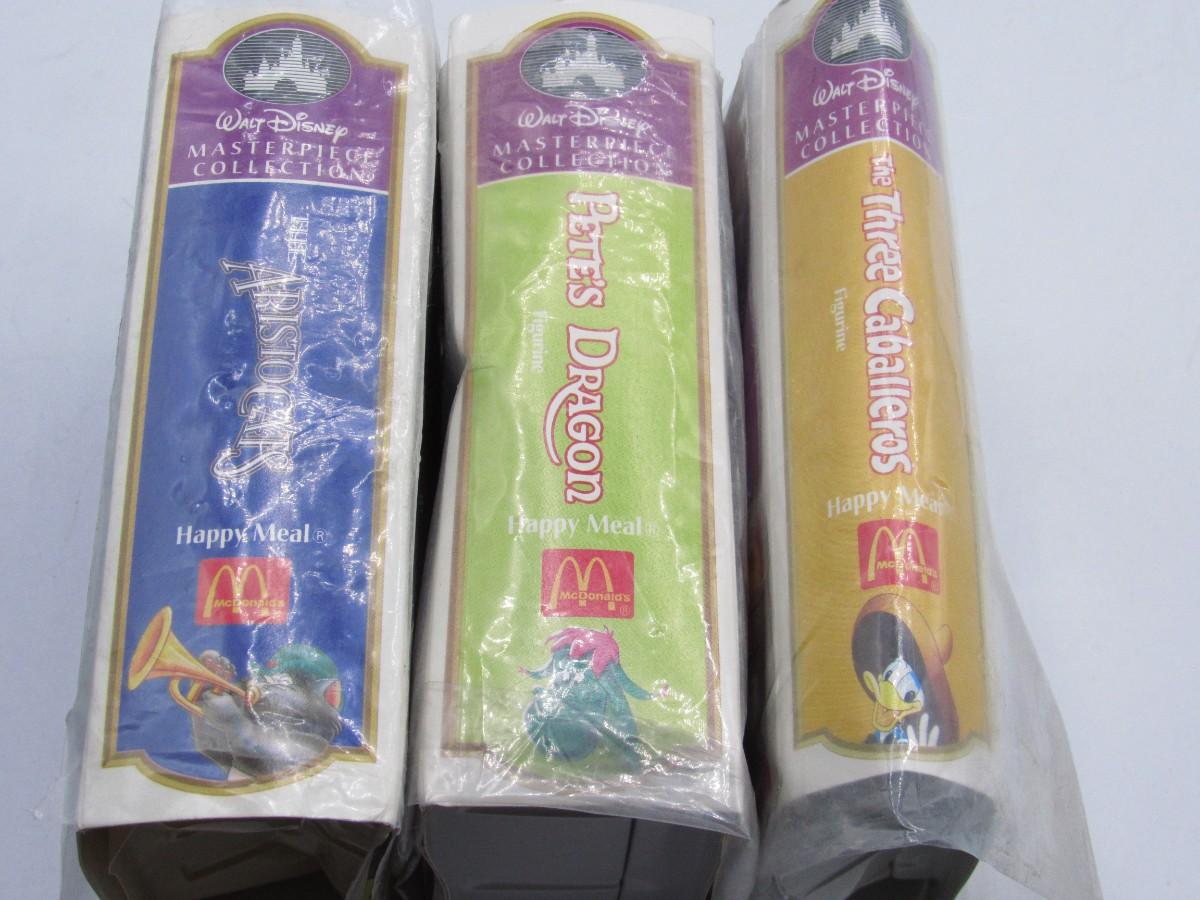 WALT DISNEY
MASTERPIECE
COLLECTION
THE
ARISTOCATS
Happy Meal®
McDonald's
WALT DISNEY
MASTERPIECE
COLLECTION
PETE'S DRAGON
Figurine
Happy Meal®
McDonald's
®
WALT DISNEY
MASTERPIECE
COLLECTION
The Three Caballeros
Figurine
Happy Meal
McDonald's